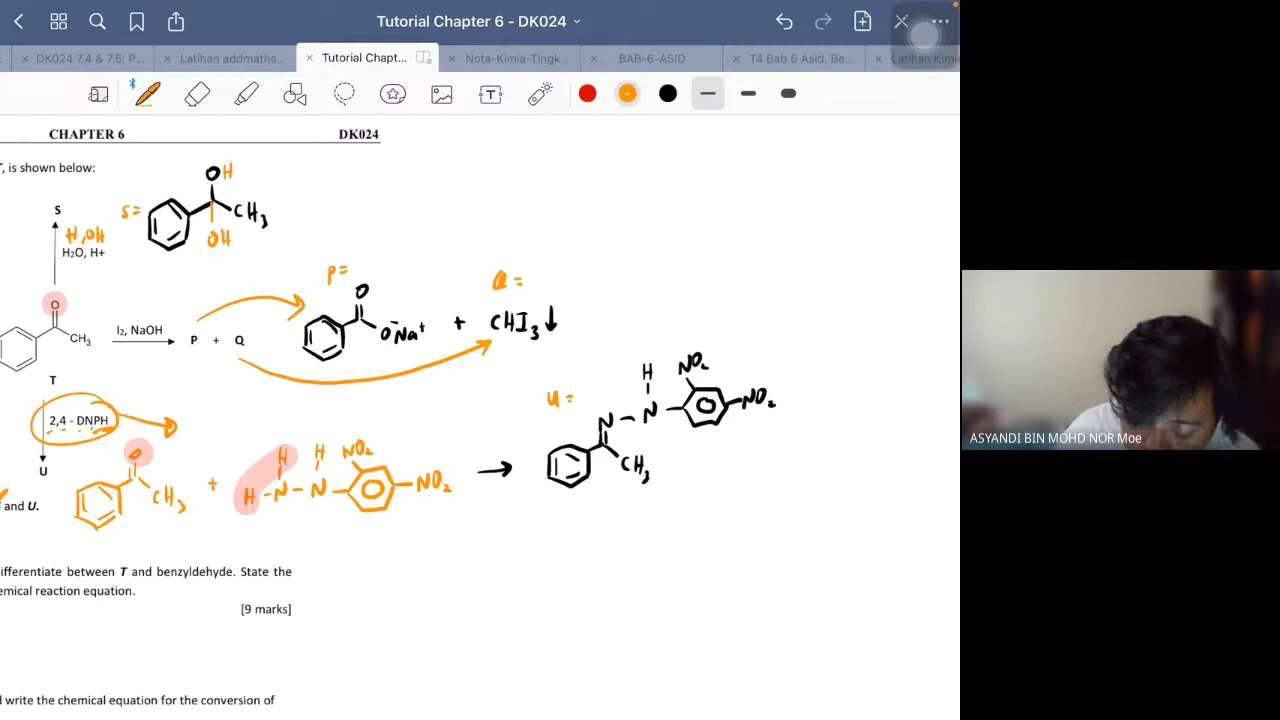 Tutorial Chapter 6 - DK024
DK024 7.4 & 7.5: P...
Latihan addmaths...
Tutorial Chapt...
Nota-Kimia-Tingk...
BAB-6-ASID
T4 Bab 6 Asid, Be...
Latihan Kimia
CHAPTER 6 DK024
T, is shown below:
OH
S
S=
CH3
H, OH
OH
H2O, H+
P=
Q=
O
O
I2, NaOH
CH3
P + Q
O-Na+ + CHI3↓
T
NO2
H
U=
N - N
NO2
2,4 - DNPH
CH3
U
O
H
H
NO2
CH3
+
H - N - N
NO2
and U.
ifferentiate between T and benzyldehyde. State the
emical reaction equation.
[9 marks]
d write the chemical equation for the conversion of
ASYANDI BIN MOHD NOR Moe